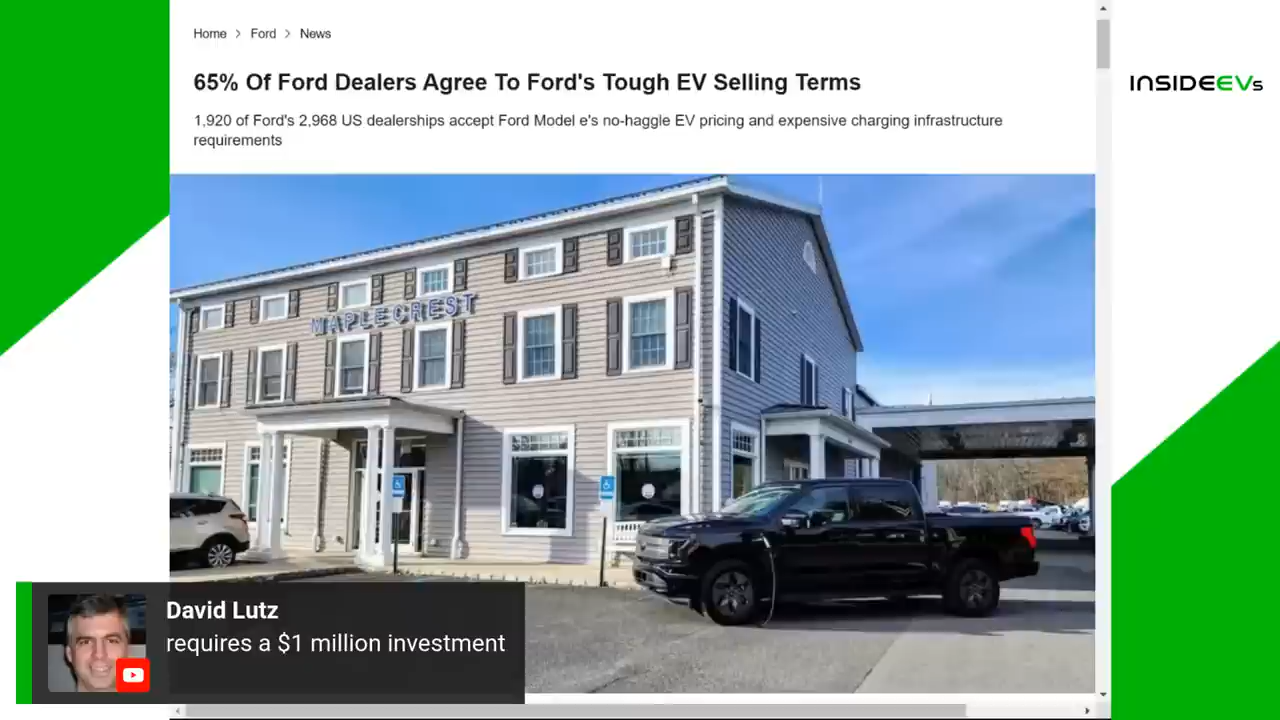 Home > Ford > News
INSIDEEVs
65% Of Ford Dealers Agree To Ford's Tough EV Selling Terms
1,920 of Ford's 2,968 US dealerships accept Ford Model e's no-haggle EV pricing and expensive charging infrastructure
requirements
MAPLECREST
David Lutz
requires a $1 million investment